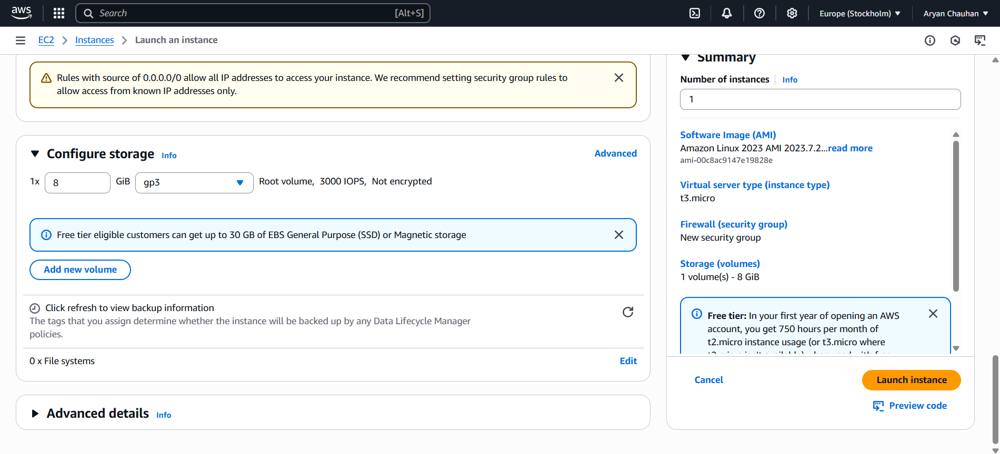 aws
Search
[Alt+S]
Europe (Stockholm)
Aryan Chauhan
EC2
Instances
Launch an instance
Rules with source of 0.0.0.0/0 allow all IP addresses to access your instance. We recommend setting security group rules to
allow access from known IP addresses only.
Configure storage Info
Advanced
1x
8
GiB
gp3
Root volume, 3000 IOPS, Not encrypted
Free tier eligible customers can get up to 30 GB of EBS General Purpose (SSD) or Magnetic storage
Add new volume
Click refresh to view backup information
The tags that you assign determine whether the instance will be backed up by any Data Lifecycle Manager
policies.
0 x File systems
Edit
Advanced details Info
Summary
Number of instances
Info
1
Software Image (AMI)
Amazon Linux 2023 AMI 2023.7.2...read more
ami-00c8ac9147e19828e
Virtual server type (instance type)
t3.micro
Firewall (security group)
New security group
Storage (volumes)
1 volume(s) - 8 GiB
Free tier: In your first year of opening an AWS
account, you get 750 hours per month of
t2.micro instance usage (or t3.micro where
t2.micro isn't available) when used with free
Cancel
Launch instance
Preview code